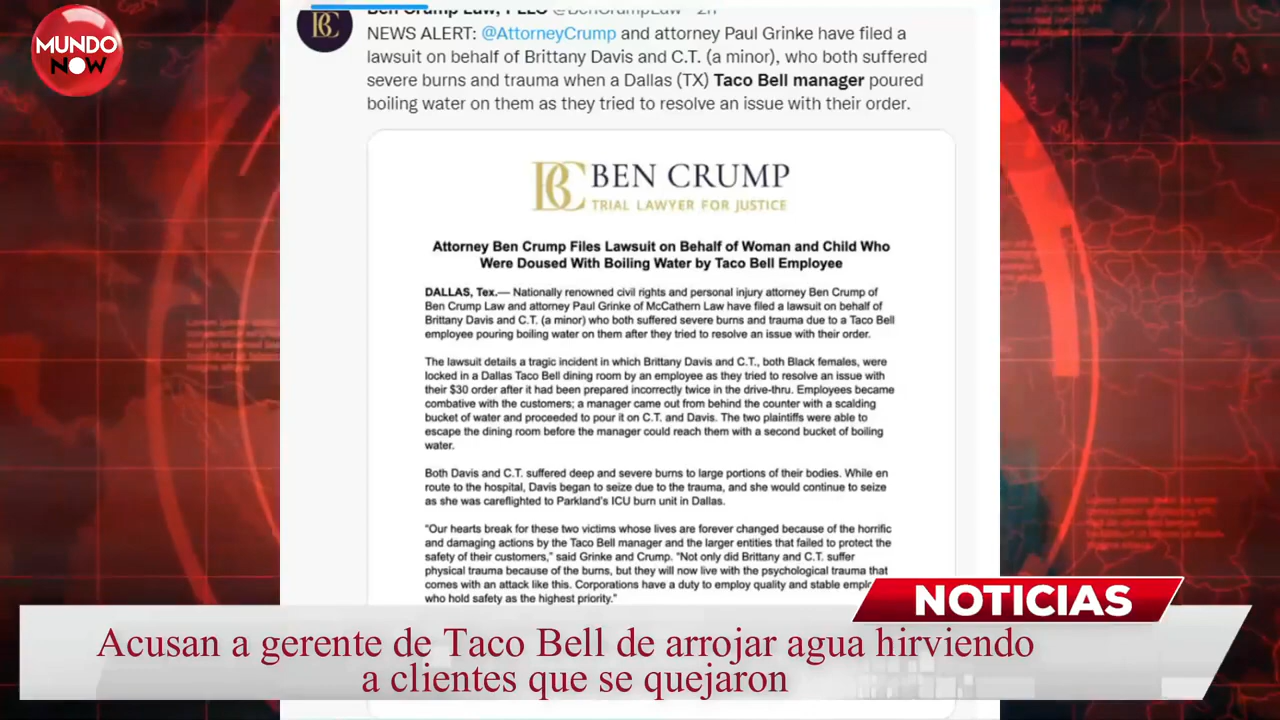 MUNDO
NOW
Ben Crump Law, PLLC @BenCrumpLaw · 2h
NEWS ALERT: @AttorneyCrump and attorney Paul Grinke have filed a
lawsuit on behalf of Brittany Davis and C.T. (a minor), who both suffered
severe burns and trauma when a Dallas (TX) Taco Bell manager poured
boiling water on them as they tried to resolve an issue with their order.
BC BEN CRUMP
TRIAL LAWYER FOR JUSTICE
Attorney Ben Crump Files Lawsuit on Behalf of Woman and Child Who
Were Doused With Boiling Water by Taco Bell Employee
DALLAS, Tex.— Nationally renowned civil rights and personal injury attorney Ben Crump of
Ben Crump Law and attorney Paul Grinke of McCathern Law have filed a lawsuit on behalf of
Brittany Davis and C.T. (a minor) who both suffered severe burns and trauma due to a Taco Bell
employee pouring boiling water on them after they tried to resolve an issue with their order.
The lawsuit details a tragic incident in which Brittany Davis and C.T., both Black females, were
locked in a Dallas Taco Bell dining room by an employee as they tried to resolve an issue with
their $30 order after it had been prepared incorrectly twice in the drive-thru. Employees became
combative with the customers; a manager came out from behind the counter with a scalding
bucket of water and proceeded to pour it on C.T. and Davis. The two plaintiffs were able to
escape the dining room before the manager could reach them with a second bucket of boiling
water.
Both Davis and C.T. suffered deep and severe burns to large portions of their bodies. While en
route to the hospital, Davis began to seize due to the trauma, and she would continue to seize
as she was careflighted to Parkland's ICU burn unit in Dallas.
"Our hearts break for these two victims whose lives are forever changed because of the horrific
and damaging actions by the Taco Bell manager and the larger entities that failed to protect the
safety of their customers," said Grinke and Crump. "Not only did Brittany and C.T. suffer
physical trauma because of the burns, but they will now live with the psychological trauma that
comes with an attack like this. Corporations have a duty to employ quality and stable
who hold safety as the highest priority."
NOTICIAS
Acusan a gerente de Taco Bell de arrojar agua hirviendo
a clientes que se quejaron